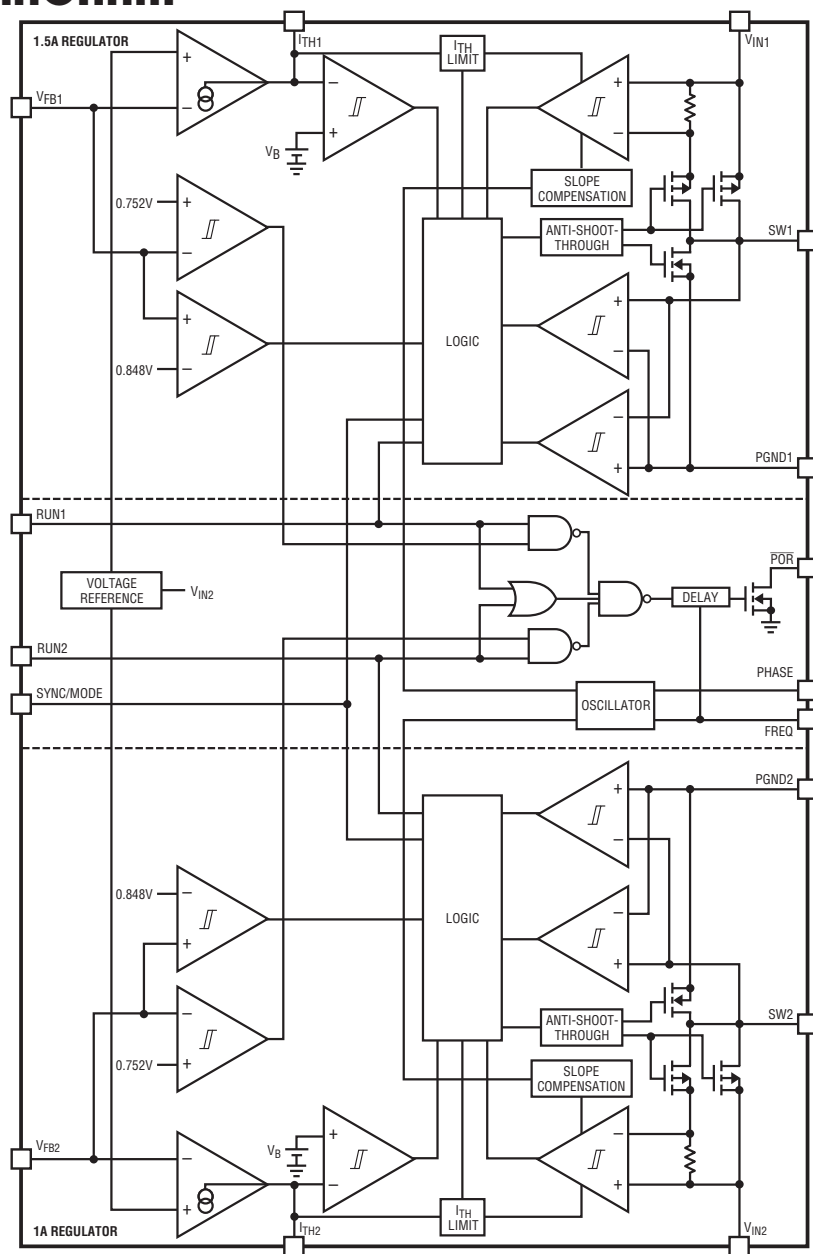 1.5A REGULATOR
ITH1
VIN1
ITH
LIMIT
+
−
+
−
VFB1
−
+
VB
SLOPE
COMPENSATION
0.752V
+
−
ANTI-SHOOT-
THROUGH
SW1
+
−
0.848V
LOGIC
+
−
−
+
PGND1
RUN1
POR
VOLTAGE
REFERENCE
VIN2
DELAY
RUN2
PHASE
SYNC/MODE
OSCILLATOR
FREQ
PGND2
+
−
0.848V
−
+
LOGIC
−
+
−
+
0.752V
ANTI-SHOOT-
THROUGH
SW2
SLOPE
COMPENSATION
VFB2
−
+
VB
+
−
−
+
ITH
LIMIT
1A REGULATOR
ITH2
VIN2